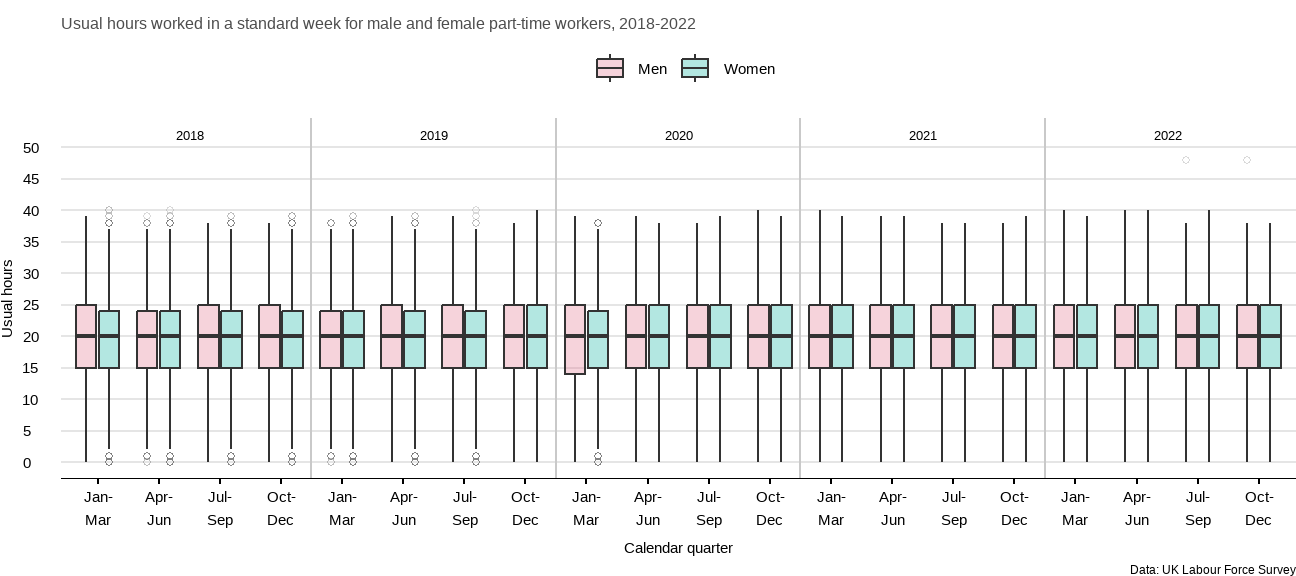 Usual hours worked in a standard week for male and female part-time workers, 2018-2022
Men Women
2018 2019 2020 2021 2022
50
45
40
35
30
25
20
15
10
5
0
Usual hours
Jan- Apr- Jul- Oct- Jan- Apr- Jul- Oct- Jan- Apr- Jul- Oct- Jan- Apr- Jul- Oct- Jan- Apr- Jul- Oct-
Mar Jun Sep Dec Mar Jun Sep Dec Mar Jun Sep Dec Mar Jun Sep Dec Mar Jun Sep Dec
Calendar quarter
Data: UK Labour Force Survey